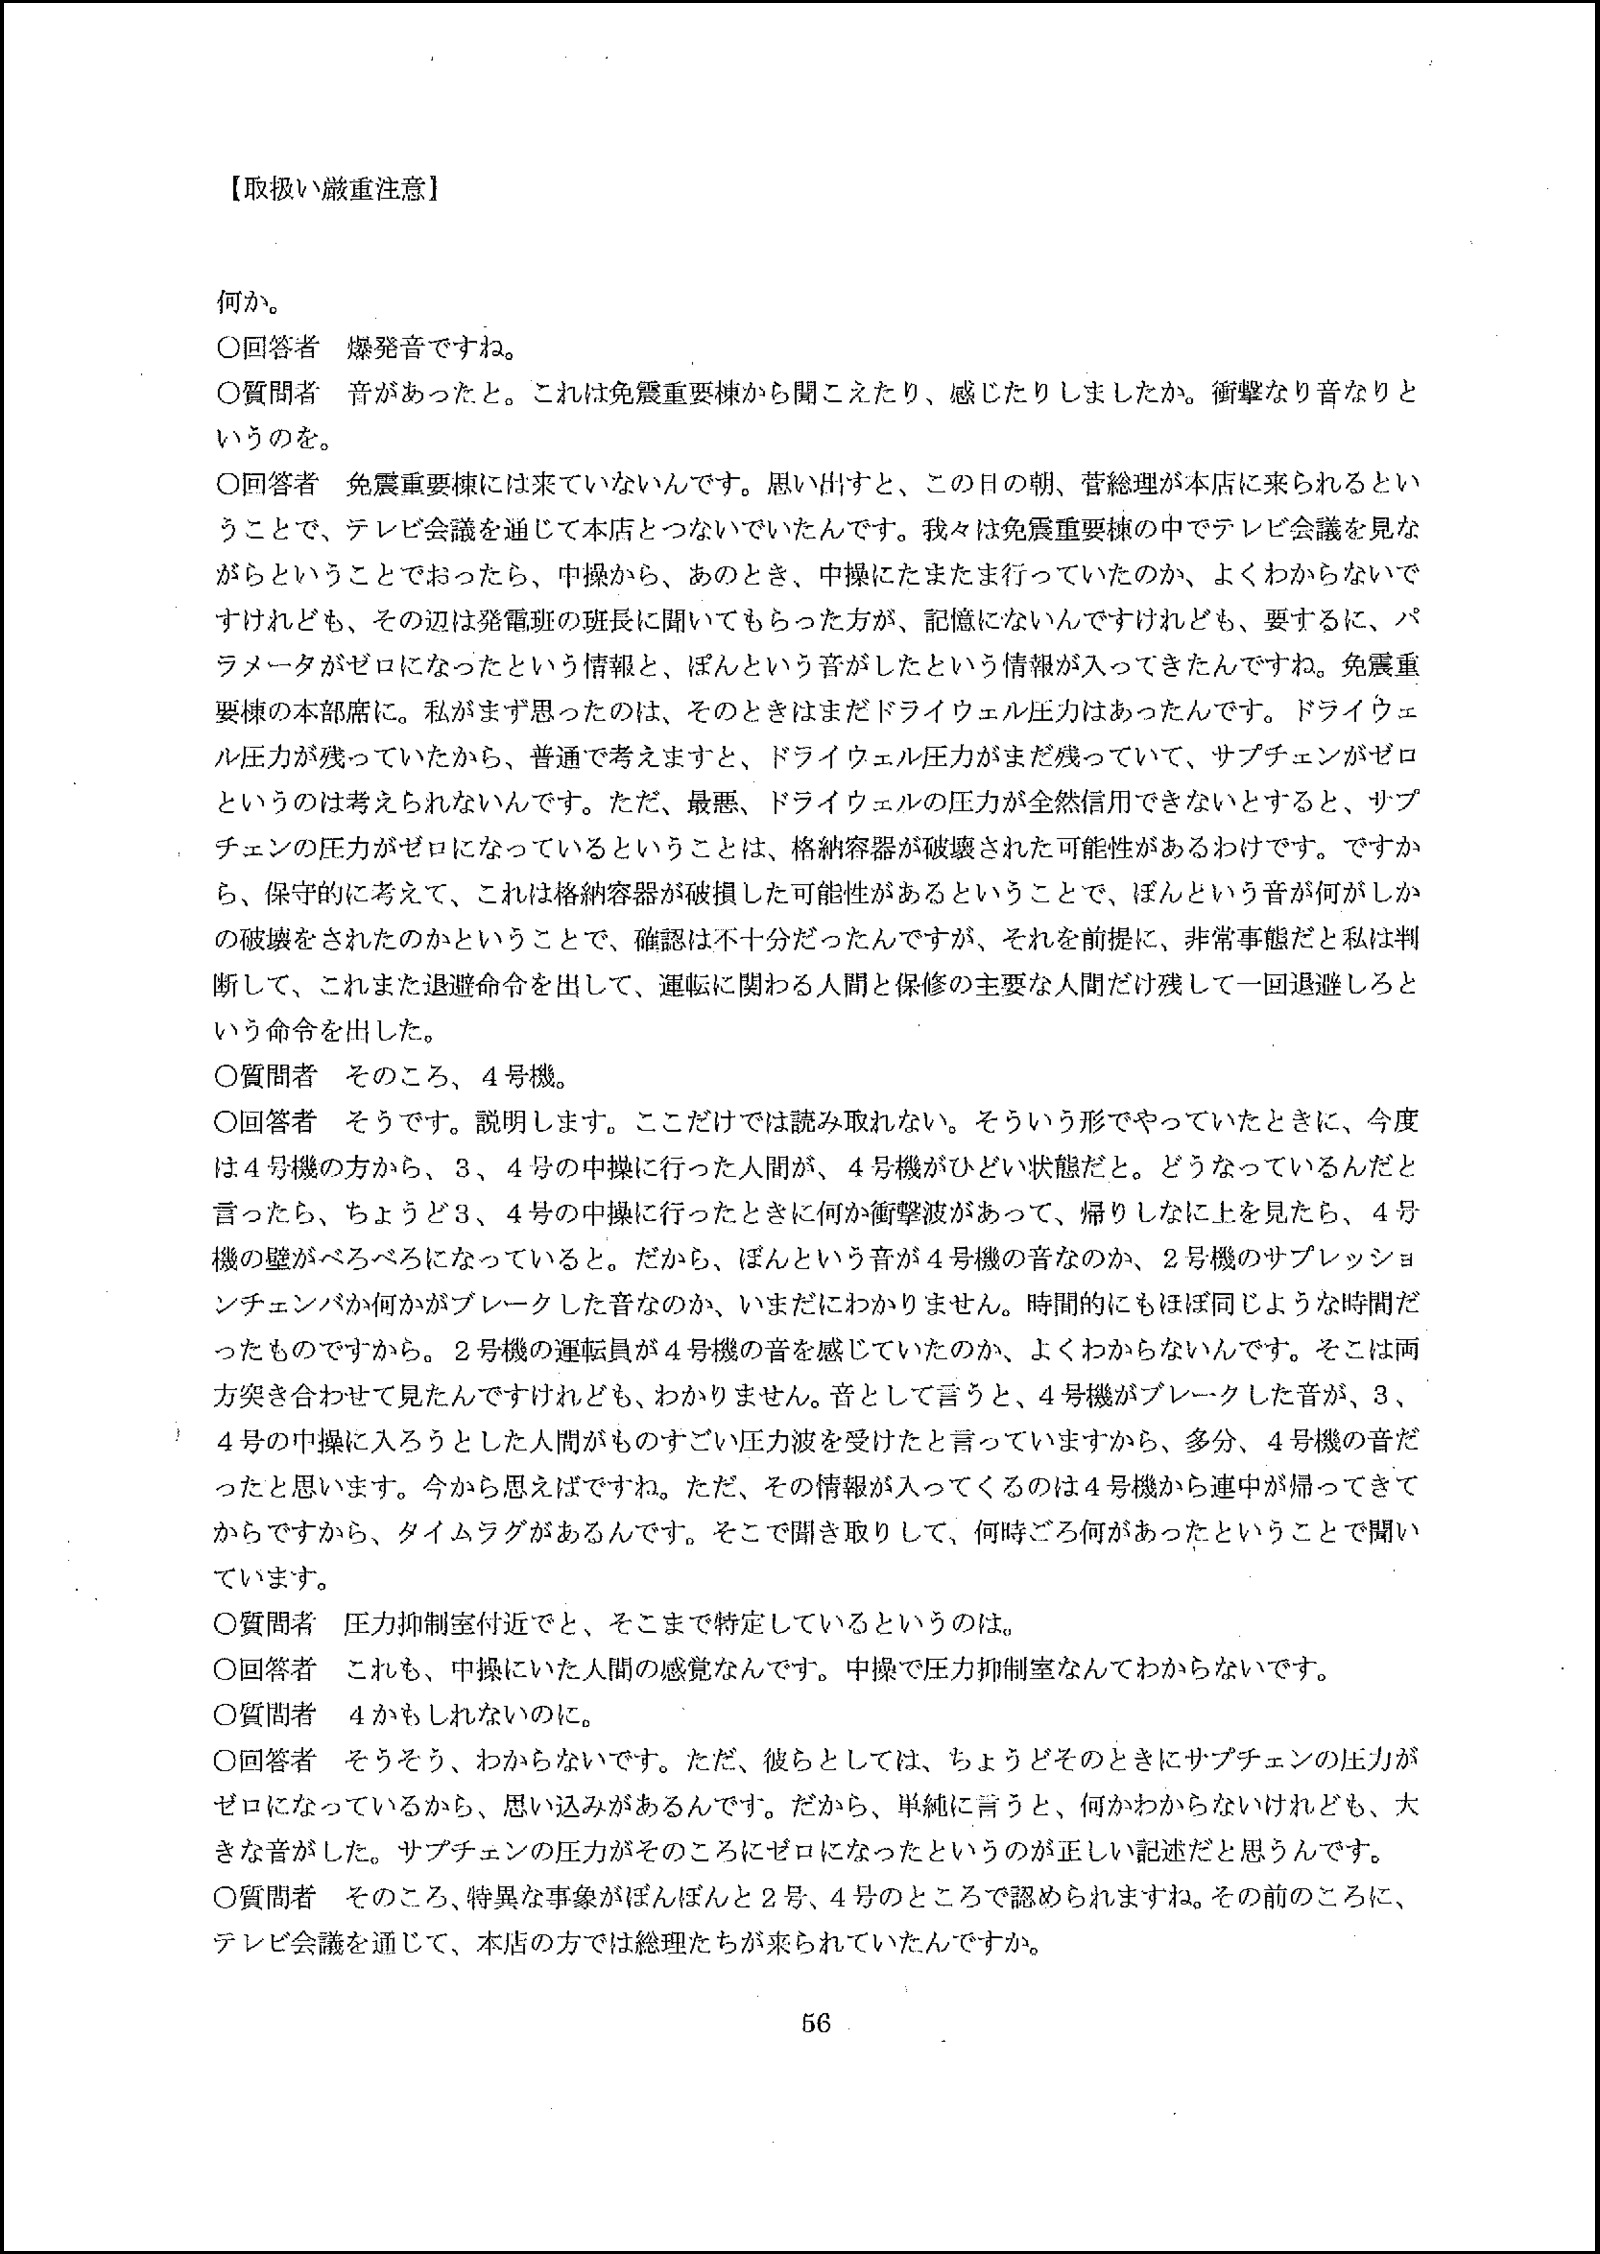 【取扱い厳重注意】
何か。
○回答者　爆発音ですね。
○質問者　音があったと。これは免震重要棟から聞こえたり、感じたりしましたか。衝撃なり音なりと
いうのを。
○回答者　免震重要棟には来ていないんです。思い出すと、この日の朝、菅総理が本店に来られるとい
うことで、テレビ会議を通じて本店とつないでいたんです。我々は免震重要棟の中でテレビ会議を見な
がらということでおったら、中操から、あのとき、中操にたまたま行っていたのか、よくわからないで
すけれども、その辺は発電班の班長に聞いてもらった方が、記憶にないんですけれども、要するに、パ
ラメータがゼロになったという情報と、ぽんという音がしたという情報が入ってきたんですね。免震重
要棟の本部席に。私がまず思ったのは、そのときはまだドライウェル圧力はあったんです。ドライウェ
ル圧力が残っていたから、普通で考えますと、ドライウェル圧力がまだ残っていて、サプチェンがゼロ
というのは考えられないんです。ただ、最悪、ドライウェルの圧力が全然信用できないとすると、サプ
チェンの圧力がゼロになっているということは、格納容器が破壊された可能性があるわけです。ですか
ら、保守的に考えて、これは格納容器が破損した可能性があるということで、ぼんという音が何がしか
の破壊をされたのかということで、確認は不十分だったんですが、それを前提に、非常事態だと私は判
断して、これまた退避命令を出して、運転に関わる人間と保修の主要な人間だけ残して一回退避しろと
いう命令を出した。
○質問者　そのころ、４号機。
○回答者　そうです。説明します。ここだけでは読み取れない。そういう形でやっていたときに、今度
は４号機の方から、３、４号の中操に行った人間が、４号機がひどい状態だと。どうなっているんだと
言ったら、ちょうど３、４号の中操に行ったときに何か衝撃波があって、帰りしなに上を見たら、４号
機の壁がべろべろになっていると。だから、ぼんという音が４号機の音なのか、２号機のサプレッショ
ンチェンバか何かがブレークした音なのか、いまだにわかりません。時間的にもほぼ同じような時間だ
ったものですから。２号機の運転員が４号機の音を感じていたのか、よくわからないんです。そこは両
方突き合わせて見たんですけれども、わかりません。音として言うと、４号機がブレークした音が、３、
４号の中操に入ろうとした人間がものすごい圧力波を受けたと言っていますから、多分、４号機の音だ
ったと思います。今から思えばですね。ただ、その情報が入ってくるのは４号機から連中が帰ってきて
からですから、タイムラグがあるんです。そこで聞き取りして、何時ごろ何があったということで聞い
ています。
○質問者　圧力抑制室付近でと、そこまで特定しているというのは。
○回答者　これも、中操にいた人間の感覚なんです。中操で圧力抑制室なんてわからないです。
○質問者　４かもしれないのに。
○回答者　そうそう、わからないです。ただ、彼らとしては、ちょうどそのときにサプチェンの圧力が
ゼロになっているから、思い込みがあるんです。だから、単純に言うと、何かわからないけれども、大
きな音がした。サプチェンの圧力がそのころにゼロになったというのが正しい記述だと思うんです。
○質問者　そのころ、特異な事象がぼんぼんと２号、４号のところで認められますね。その前のころに、
テレビ会議を通じて、本店の方では総理たちが来られていたんですか。
56